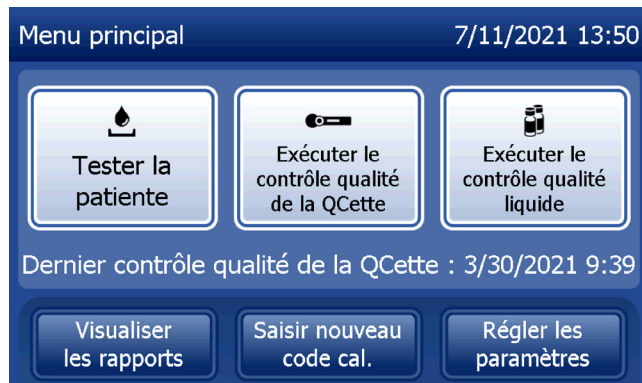 Menu principal 7/11/2021 13:50
Tester la
patiente
Exécuter le
contrôle qualité
de la QCette
Exécuter le
contrôle qualité
liquide
Dernier contrôle qualité de la QCette : 3/30/2021 9:39
Visualiser
les rapports
Saisir nouveau
code cal.
Régler les
paramètres